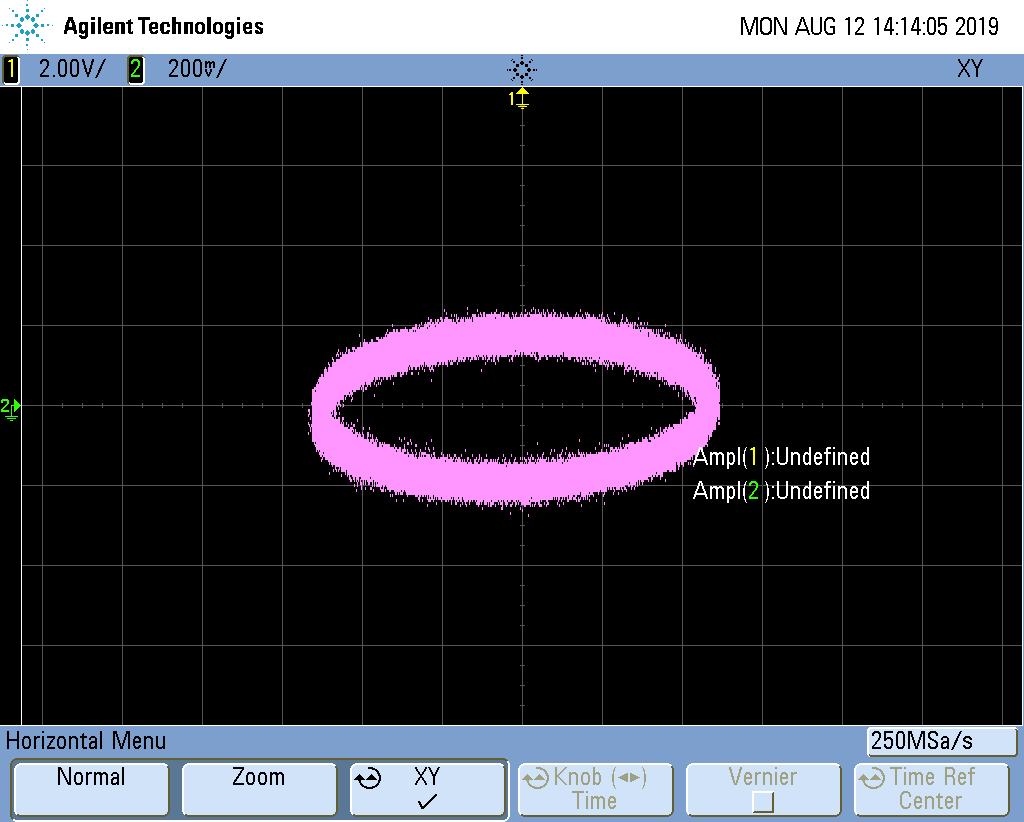 Agilent Technologies MON AUG 12 14:14:05 2019
1 2.00V/ 2 200mV/ XY
1
2
Ampl(1):Undefined
Ampl(2):Undefined
Horizontal Menu 250MSa/s
Normal Zoom XY Knob (◄►) Vernier Time Ref
✓ Time Center